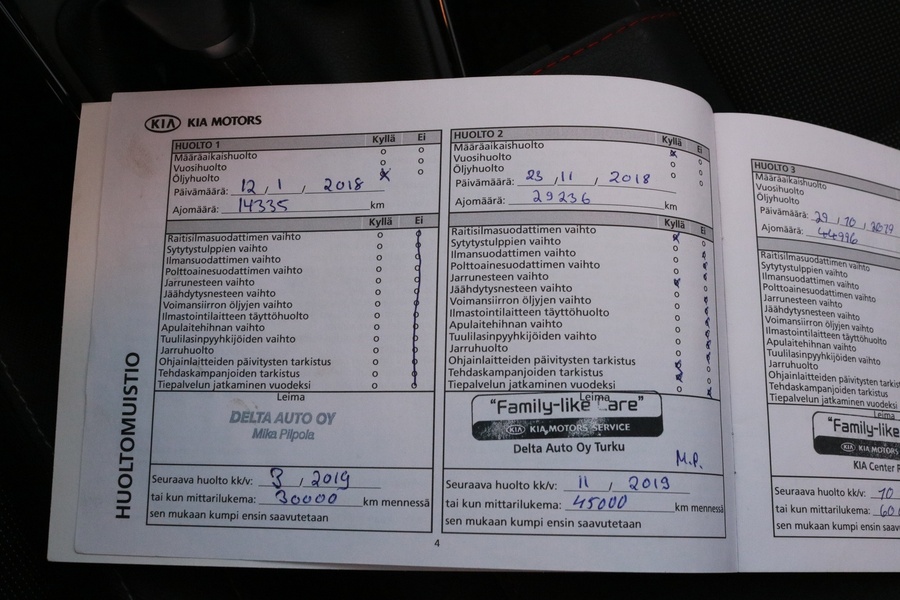 KIA KIA MOTORS
HUOLTOMUISTIO
HUOLTO 1 Kyllä Ei
Määräaikaishuolto
Vuosihuolto
Öljyhuolto
Päivämäärä: 12, 1, 2018
Ajomäärä: 14335 km
Kyllä Ei
Raitisilmasuodattimen vaihto
Sytytystulppien vaihto
Ilmansuodattimen vaihto
Polttoainesuodattimen vaihto
Jarrunesteen vaihto
Jäähdytysnesteen vaihto
Voimansiirron öljyjen vaihto
Ilmastointilaitteen täyttöhuolto
Apulaitehihnan vaihto
Tuulilasinpyyhkijöiden vaihto
Jarruhuolto
Ohjainlaitteiden päivitysten tarkistus
Tehdaskampanjoiden tarkistus
Tiepalvelun jatkaminen vuodeksi
Leima
DELTA AUTO OY
Mika Pilpola
Seuraava huolto kk/v: 3, 2019
tai kun mittarilukema: 30000 km mennessä
sen mukaan kumpi ensin saavutetaan
HUOLTO 2 Kyllä Ei
Määräaikaishuolto
Vuosihuolto
Öljyhuolto
Päivämäärä: 23, 11, 2018
Ajomäärä: 29236 km
Kyllä Ei
Raitisilmasuodattimen vaihto
Sytytystulppien vaihto
Ilmansuodattimen vaihto
Polttoainesuodattimen vaihto
Jarrunesteen vaihto
Jäähdytysnesteen vaihto
Voimansiirron öljyjen vaihto
Ilmastointilaitteen täyttöhuolto
Apulaitehihnan vaihto
Tuulilasinpyyhkijöiden vaihto
Jarruhuolto
Ohjainlaitteiden päivitysten tarkistus
Tehdaskampanjoiden tarkistus
Tiepalvelun jatkaminen vuodeksi
Leima
"Family-like Care"
KIA KIA MOTORS SERVICE
Delta Auto Oy Turku
M.P.
Seuraava huolto kk/v: 11, 2019
tai kun mittarilukema: 45000 km mennessä
sen mukaan kumpi ensin saavutetaan
4
HUOLTO 3
Määräaikaishuolto
Vuosihuolto
Öljyhuolto
Päivämäärä: 29, 10, 2019
Ajomäärä: 44996
Raitisilmasuodattimen vaihto
Sytytystulppien vaihto
Ilmansuodattimen vaihto
Polttoainesuodattimen vaihto
Jarrunesteen vaihto
Jäähdytysnesteen vaihto
Voimansiirron öljyjen vaihto
Ilmastointilaitteen täyttöhuolto
Apulaitehihnan vaihto
Tuulilasinpyyhkijöiden vaihto
Jarruhuolto
Ohjainlaitteiden päivitysten
Tehdaskampanjoiden tarkistus
Tiepalvelun jatkaminen vuodeksi
Leima
"Family-like
KIA KIA MOTORS
KIA Center
Seuraava huolto kk/v: 10
tai kun mittarilukema:
sen mukaan kumpi ensin